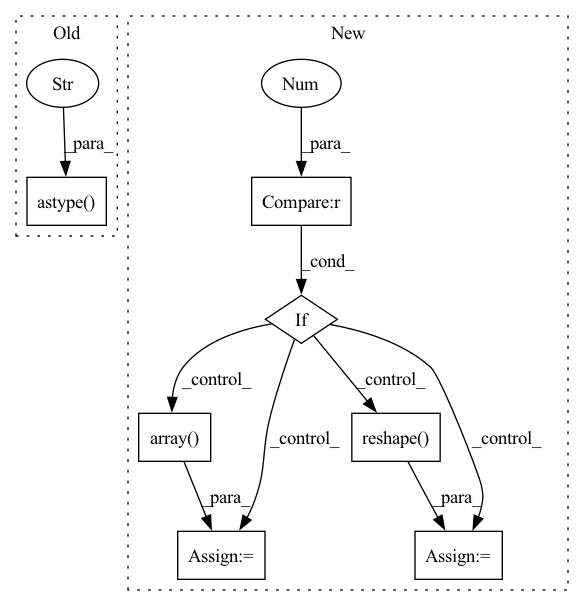 Old
New
Str
Num
_para_
_para_
astype()
Compare:r
_cond_
If
_control_
_control_
_control_
_control_
array()
reshape()
_para_
_para_
Assign:=
Assign:=